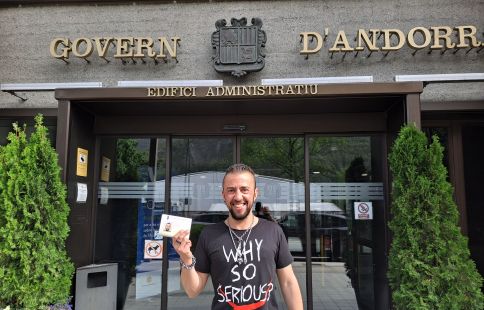 GOVERN D'ANDORRA
EDIFICI ADMINISTRATIU
WHY
SO
SERIOUS?